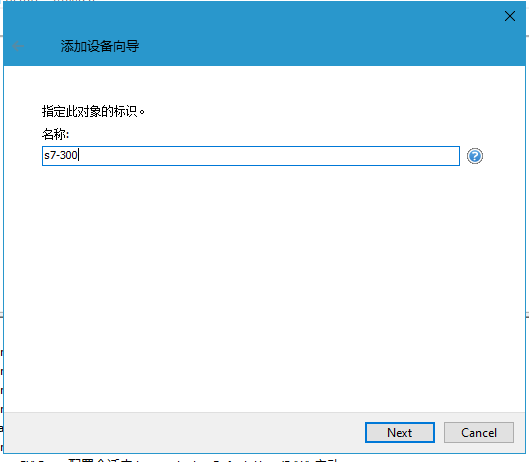 添加设备向导
指定此对象的标识。
名称:
s7-300
Next
Cancel